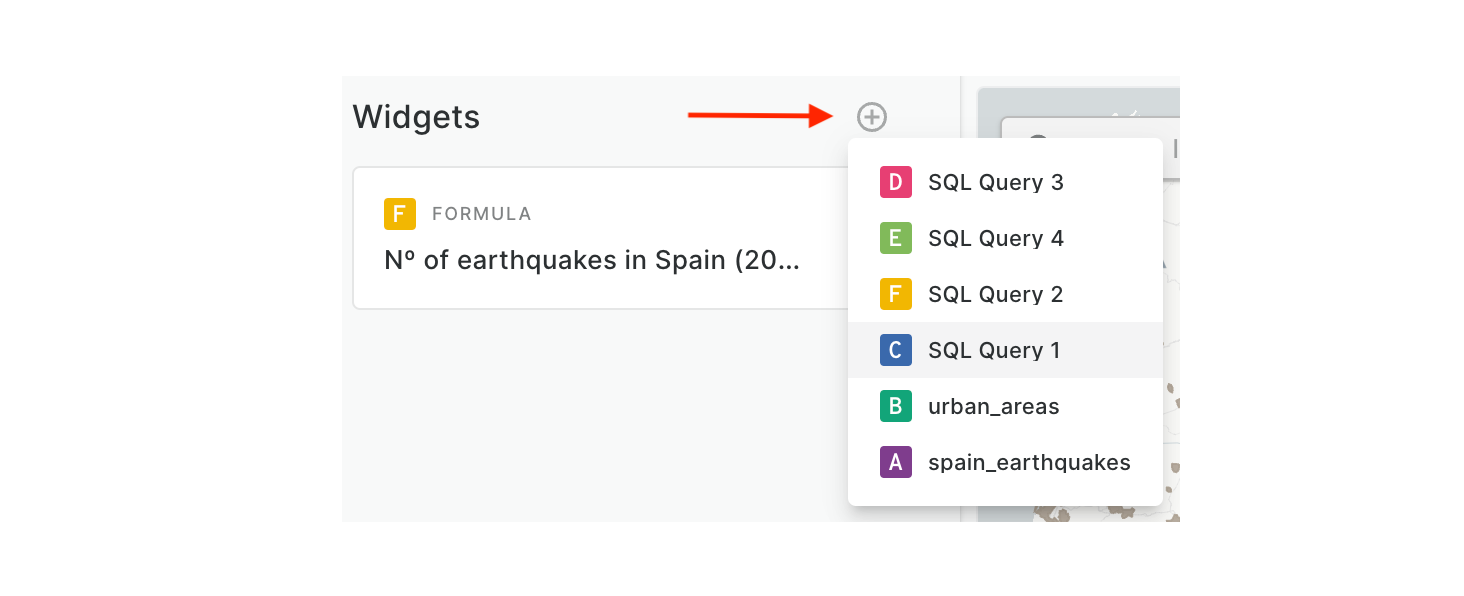 Widgets
F FORMULA
Nº of earthquakes in Spain (20...
D SQL Query 3
E SQL Query 4
F SQL Query 2
C SQL Query 1
B urban_areas
A spain_earthquakes